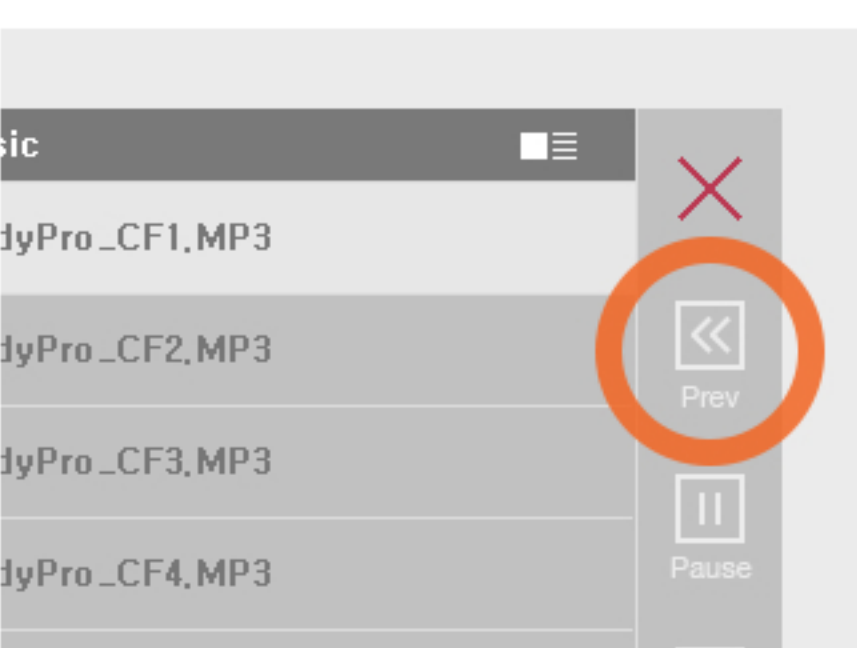 sic
dyPro_CF1.MP3
dyPro_CF2.MP3
Prev
dyPro_CF3.MP3
dyPro_CF4.MP3
Pause